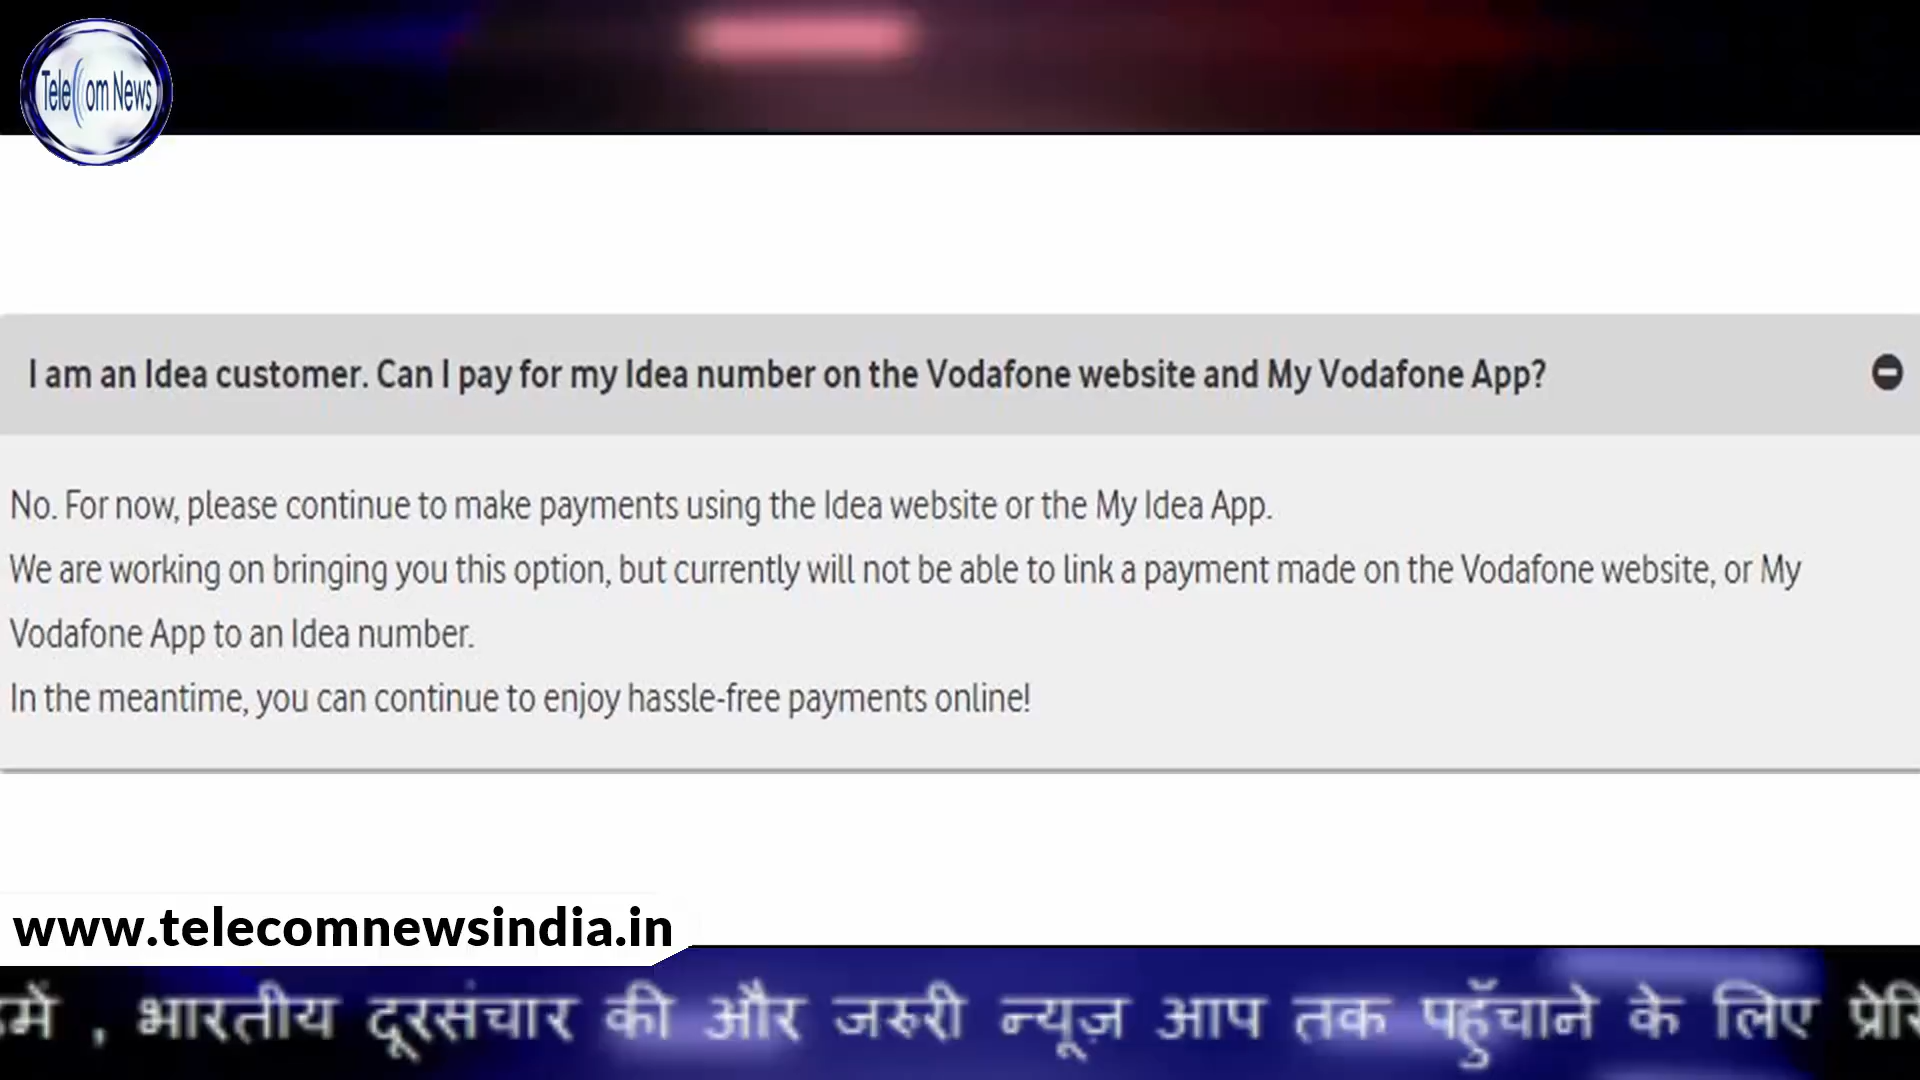 Tele(om News
I am an Idea customer. Can I pay for my Idea number on the Vodafone website and My Vodafone App?
No. For now, please continue to make payments using the Idea website or the My Idea App.
We are working on bringing you this option, but currently will not be able to link a payment made on the Vodafone website, or My
Vodafone App to an Idea number.
In the meantime, you can continue to enjoy hassle-free payments online!
www.telecomnewsindia.in
, भारतीय दूरसंचार की और जरुरी न्यूज़ आप तक पहुँचाने के लिए